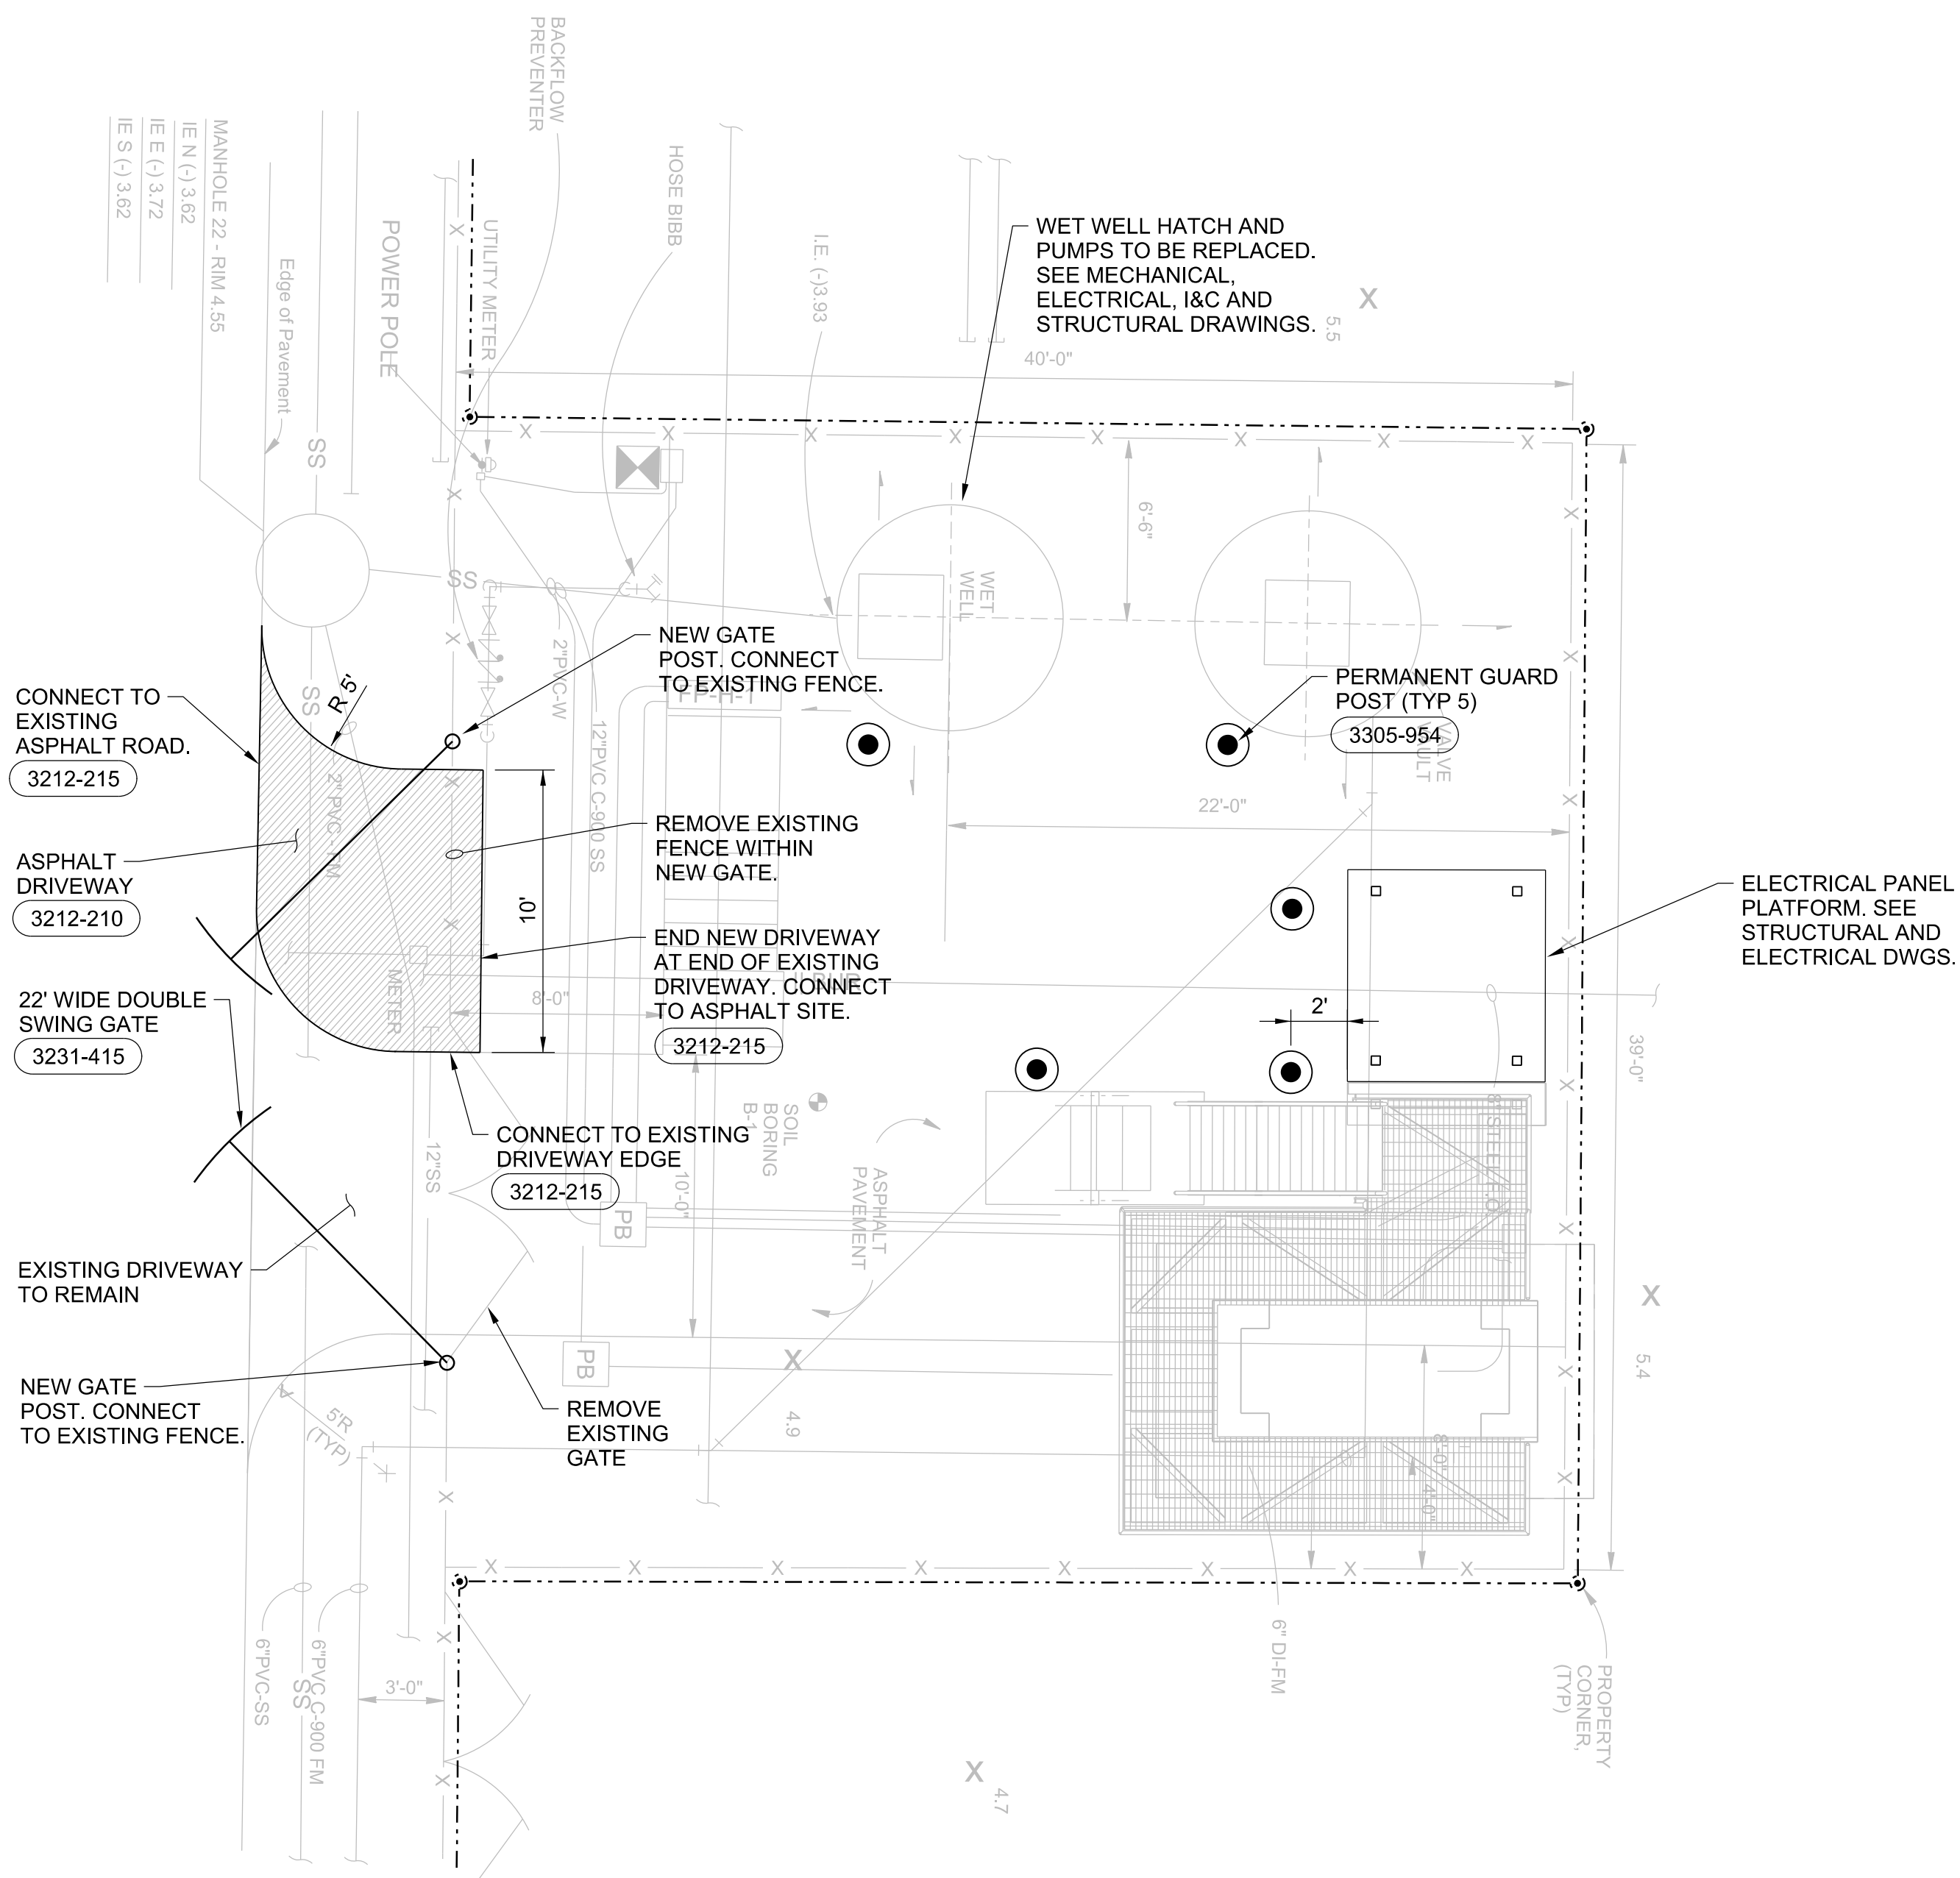 BACKFLOW
PREVENTER
MANHOLE 22 - RIM 4.55
IE N (-) 3.62
IE E (-) 3.72
IE S (-) 3.62
Edge of Pavement
POWER POLE
UTILITY METER
HOSE BIBB
I.E. (-)3.93
WET WELL HATCH AND
PUMPS TO BE REPLACED.
SEE MECHANICAL,
ELECTRICAL, I&C AND
STRUCTURAL DRAWINGS.
X
5.5
40'-0"
X
X X X X X X X X
SS
X
6'-6"
X
SS
WET
WELL
X
2"PVC-W
X
NEW GATE
POST. CONNECT
TO EXISTING FENCE.
FP-H-1
PERMANENT GUARD
POST (TYP 5)
3305-954
VALVE
VAULT
CONNECT TO
EXISTING
ASPHALT ROAD.
3212-215
SS
R 5'
2" PVC - FM
12"PVC C-900 SS
X
22'-0"
X
REMOVE EXISTING
FENCE WITHIN
NEW GATE.
10'
ASPHALT
DRIVEWAY
3212-210
X
ELECTRICAL PANEL
PLATFORM. SEE
STRUCTURAL AND
ELECTRICAL DWGS.
X
END NEW DRIVEWAY
AT END OF EXISTING
DRIVEWAY. CONNECT
TO ASPHALT SITE.
3212-215
METER
8'-0"
22' WIDE DOUBLE
SWING GATE
3231-415
2'
39'-0"
X
SOIL
BORING
B-1
CONNECT TO EXISTING
DRIVEWAY EDGE
3212-215
12"SS
10'-0"
ASPHALT
PAVEMENT
PB
X
EXISTING DRIVEWAY
TO REMAIN
X
PB
X
X
5.4
NEW GATE
POST. CONNECT
TO EXISTING FENCE.
5'R
(TYP)
REMOVE
EXISTING
GATE
4.9
8'-0"
4'-0"
X
X
X X X X X X X X
6"PVC-SS
SS
6"PVC C-900 FM
X
3'-0"
6" DI-FM
PROPERTY
CORNER,
(TYP)
X
X
4.7